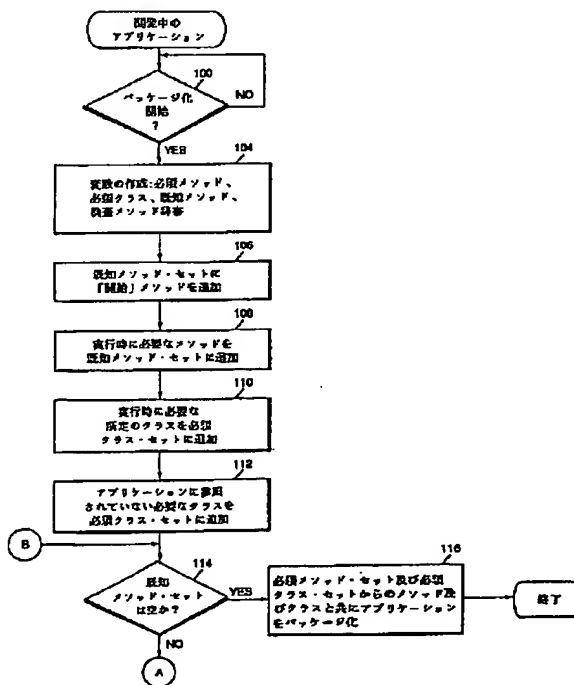 開発中の
アプリケーション
100
パッケージ化
開始
?
NO
YES
104
変数の作成:必須メソッド、
必須クラス、既知メソッド、
検査メソッド辞書
106
既知メソッド・セットに
「開始」メソッドを追加
108
実行時に必要なメソッドを
既知メソッド・セットに追加
110
実行時に必要な
所定のクラスを必須
クラス・セットに追加
112
アプリケーションに参照
されていない必要なクラスを
必須クラス・セットに追加
B
114
既知
メソッド・セット
は空か?
YES
NO
A
116
必須メソッド・セット及び必須
クラス・セットからのメソッド及
びクラスと共にアプリケーション
をパッケージ化
終了